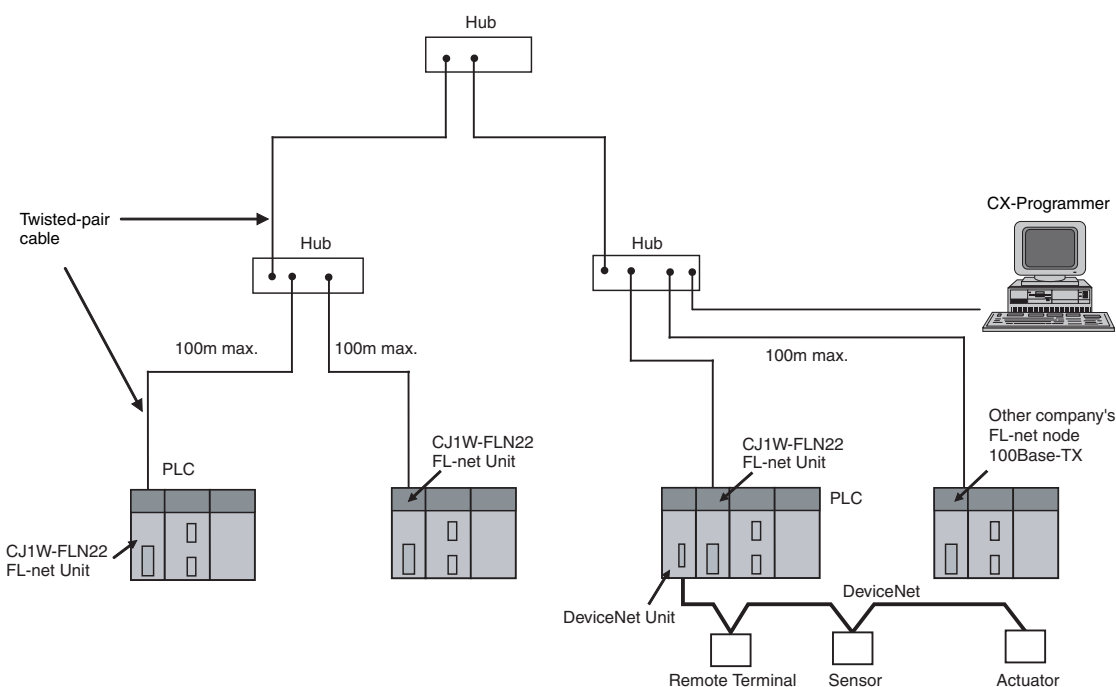 Hub
CX-Programmer
Twisted-pair
cable
Hub
Hub
100m max.
100m max.
100m max.
Other company's
FL-net node
100Base-TX
CJ1W-FLN22
FL-net Unit
CJ1W-FLN22
FL-net Unit
PLC
PLC
CJ1W-FLN22
FL-net Unit
DeviceNet
DeviceNet Unit
Remote Terminal
Sensor
Actuator